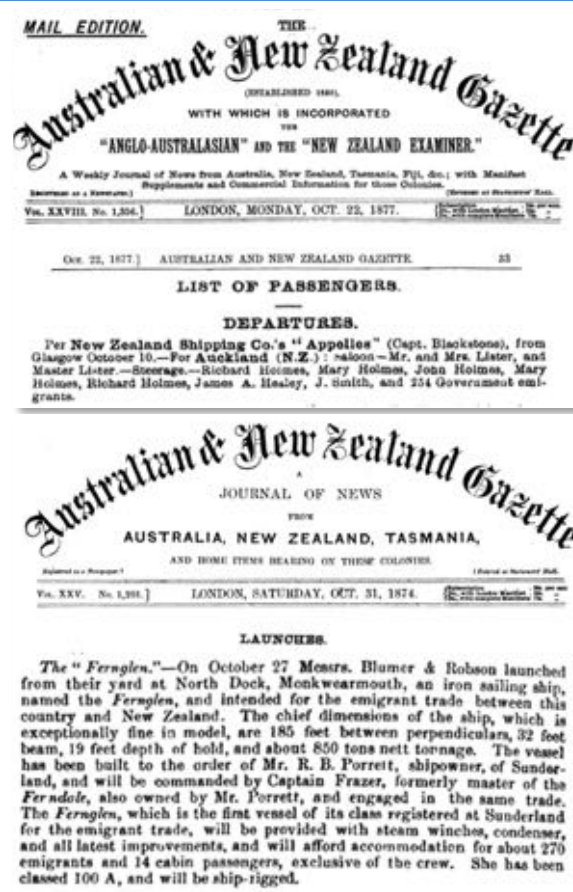 MAIL EDITION.
THE
Australian & New Zealand Gazette
(ESTABLISHED 1850),
WITH WHICH IS INCORPORATED
THE
"ANGLO-AUSTRALASIAN" AND THE "NEW ZEALAND EXAMINER."
A Weekly Journal of News from Australia, New Zealand, Tasmania, Fiji, &c.; with Manifest
Supplements and Commercial Information for those Colonies.
[REGISTERED AS A NEWSPAPER.]
VOL. XXVIII. No. 1,356.] LONDON, MONDAY, OCT. 22, 1877.
OCT. 22, 1877.] AUSTRALIAN AND NEW ZEALAND GAZETTE. 33
LIST OF PASSENGERS.
DEPARTURES.
Per New Zealand Shipping Co.'s "Appelles" (Capt. Blackstone), from
Glasgow October 10.—For Auckland (N.Z.): saloon—Mr. and Mrs. Lister, and
Master Lister.—Steerage.—Richard Holmes, Mary Holmes, John Holmes, Mary
Holmes, Richard Holmes, James A. Healey, J. Smith, and 254 Government emi-
grants.
Australian & New Zealand Gazette
A
JOURNAL OF NEWS
FROM
AUSTRALIA, NEW ZEALAND, TASMANIA,
AND HOME ITEMS BEARING ON THESE COLONIES.
VOL. XXV. No. LONDON, SATURDAY, OCT. 31, 1874.
LAUNCHES.
The "Fernglen."—On October 27 Messrs. Blumer & Robson launched
from their yard at North Dock, Monkwearmouth, an iron sailing ship,
named the Fernglen, and intended for the emigrant trade between this
country and New Zealand. The chief dimensions of the ship, which is
exceptionally fine in model, are 185 feet between perpendiculars, 32 feet
beam, 19 feet depth of hold, and about 850 tons nett tornage. The vessel
has been built to the order of Mr. R. B. Porrett, shipowner, of Sunder-
land, and will be commanded by Captain Frazer, formerly master of the
Ferndale, also owned by Mr. Porrett, and engaged in the same trade.
The Fernglen, which is the first vessel of its class registered at Sunderland
for the emigrant trade, will be provided with steam winches, condenser,
and all latest improvements, and will afford accommodation for about 270
emigrants and 14 cabin passengers, exclusive of the crew. She has been
classed 100 A, and will be ship-rigged.